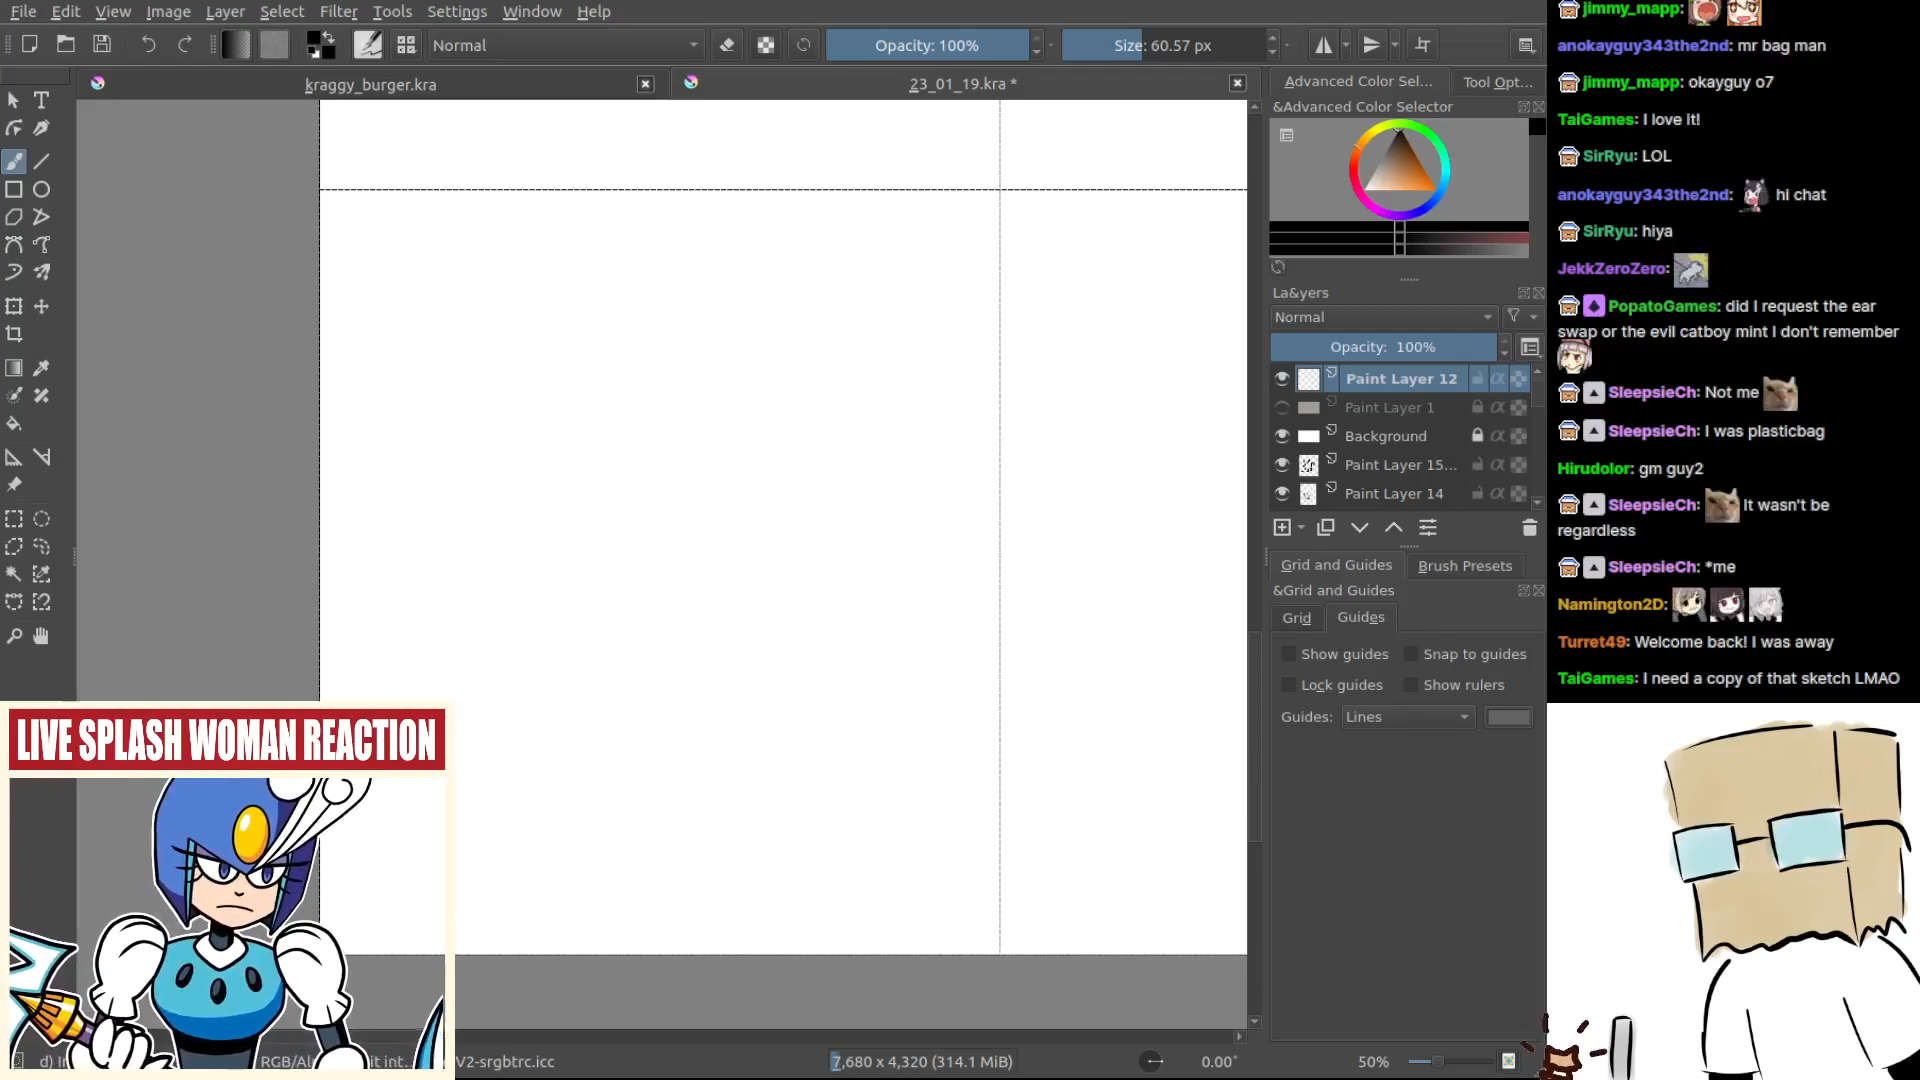 File Edit View Image Layer Select Filter Tools Settings Window Help
Normal
Opacity: 100%
Size: 60.57 px
kraggy_burger.kra
23_01_19.kra *
Advanced Color Sel...
Tool Opt...
&Advanced Color Selector
La&yers
Normal
Opacity: 100%
Paint Layer 12
Paint Layer 1
Background
Paint Layer 15...
Paint Layer 14
Grid and Guides
Brush Presets
&Grid and Guides
Grid
Guides
Show guides
Snap to guides
Lock guides
Show rulers
Guides:
Lines
RGB/Al
V2-srgbtrc.icc
7,680 x 4,320 (314.1 MiB)
0.00°
50%
LIVE SPLASH WOMAN REACTION
jimmy_mapp:
anokayguy343the2nd: mr bag man
jimmy_mapp: okayguy o7
TaiGames: I love it!
SirRyu: LOL
anokayguy343the2nd: hi chat
SirRyu: hiya
JekkZeroZero:
PopatoGames: did I request the ear
swap or the evil catboy mint I don't remember
SleepsieCh: Not me
SleepsieCh: I was plasticbag
Hirudolor: gm guy2
SleepsieCh: It wasn't be
regardless
SleepsieCh: *me
Namington2D:
Turret49: Welcome back! I was away
TaiGames: I need a copy of that sketch LMAO